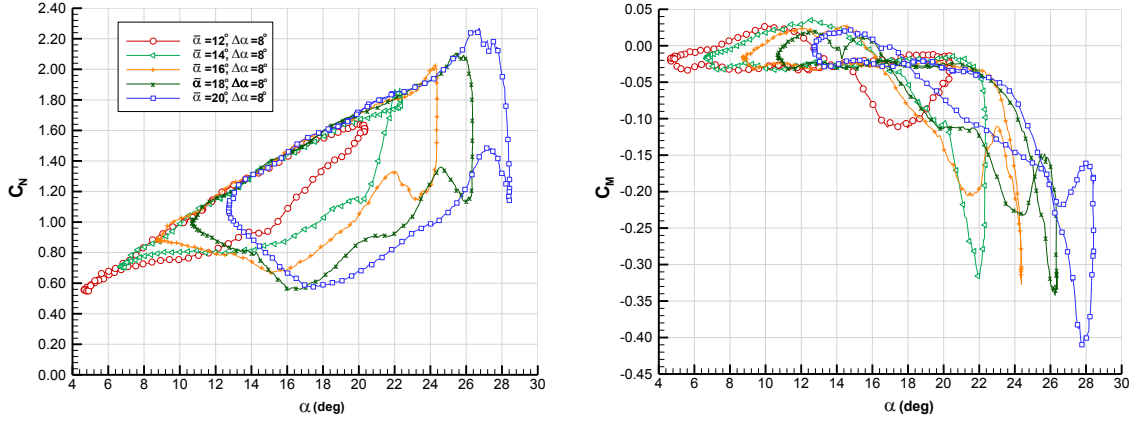 C_N
2.40
2.20
2.00
1.80
1.60
1.40
1.20
1.00
0.80
0.60
0.40
0.20
0.00
ᾱ =12°, Δα =8°
ᾱ =14°, Δα =8°
ᾱ =16°, Δα =8°
ᾱ =18°, Δα =8°
ᾱ =20°, Δα =8°
4 6 8 10 12 14 16 18 20 22 24 26 28 30
α (deg)
C_M
0.05
0.00
-0.05
-0.10
-0.15
-0.20
-0.25
-0.30
-0.35
-0.40
-0.45
4 6 8 10 12 14 16 18 20 22 24 26 28 30
α (deg)